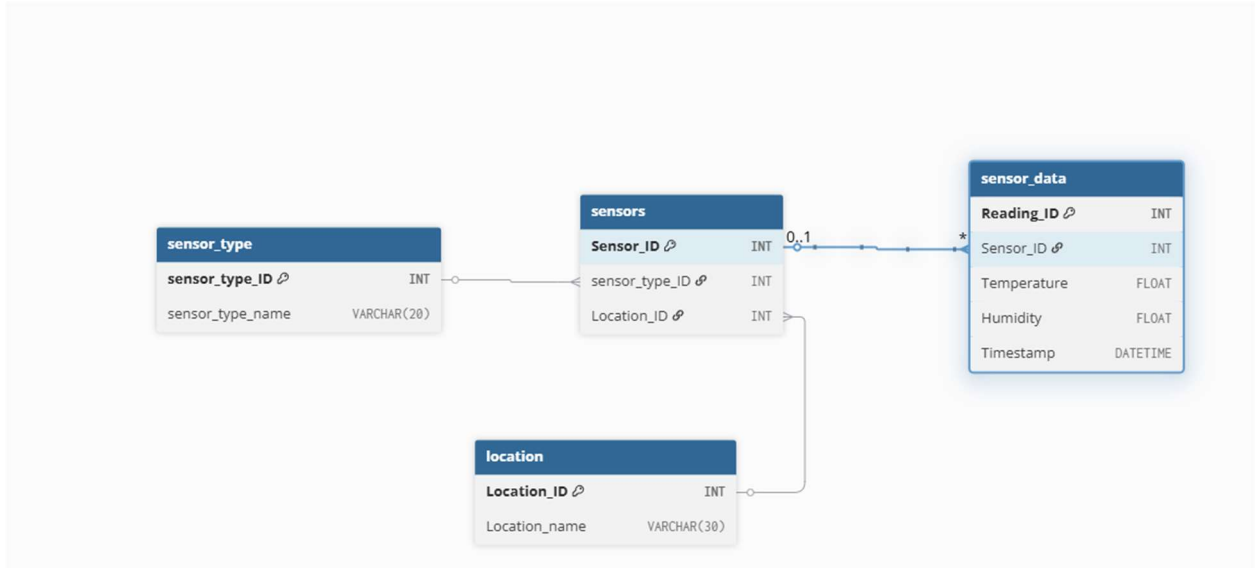 sensor_type
sensor_type_ID INT
sensor_type_name VARCHAR(20)
sensors
Sensor_ID INT
sensor_type_ID INT
Location_ID INT
0..1
*
sensor_data
Reading_ID INT
Sensor_ID INT
Temperature FLOAT
Humidity FLOAT
Timestamp DATETIME
location
Location_ID INT
Location_name VARCHAR(30)